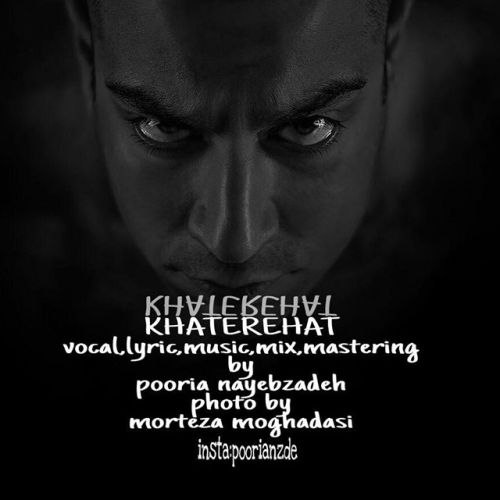 KHATEREHAT
KHATEREHAT
vocal,lyric,music,mix,mastering
by
pooria nayebzadeh
photo by
morteza moghadasi
insta:poorianzde